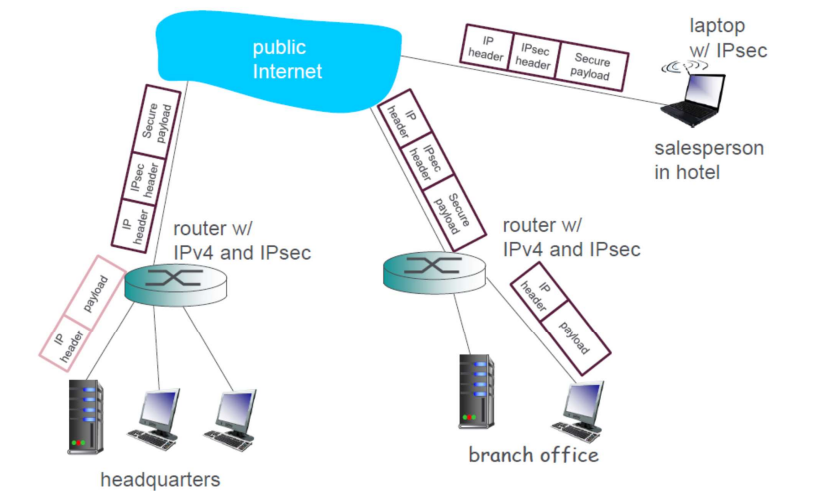 public
Internet
IP
header
IPsec
header
Secure
payload
laptop
w/ IPsec
salesperson
in hotel
Secure
payload
IPsec
header
IP
header
IP
header
IPsec
header
Secure
payload
router w/
IPv4 and IPsec
router w/
IPv4 and IPsec
payload
IP
header
IP
header
payload
headquarters
branch office